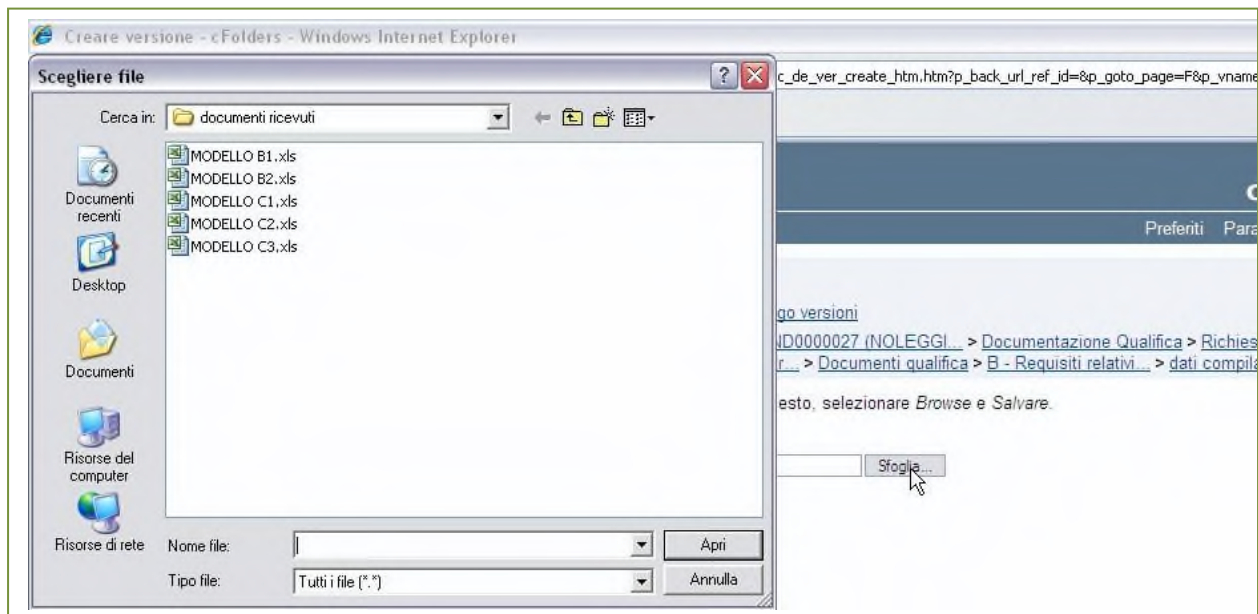 Creare versione - cFolders - Windows Internet Explorer
Scegliere file
c_de_ver_create_htm.htm?p_back_url_ref_id=&p_goto_page=F&p_vname
Cerca in:
documenti ricevuti
MODELLO B1.xls
MODELLO B2.xls
MODELLO C1.xls
MODELLO C2.xls
MODELLO C3.xls
Documenti
recenti
Desktop
Documenti
Risorse del
computer
Risorse di rete
Nome file:
Apri
Tipo file:
Tutti i file (*.*)
Annulla
c
Preferiti Para
go versioni
ND0000027 (NOLEGGI... > Documentazione Qualifica > Richies
r... > Documenti qualifica > B - Requisiti relativi... > dati compila
esto, selezionare Browse e Salvare.
Sfoglia...